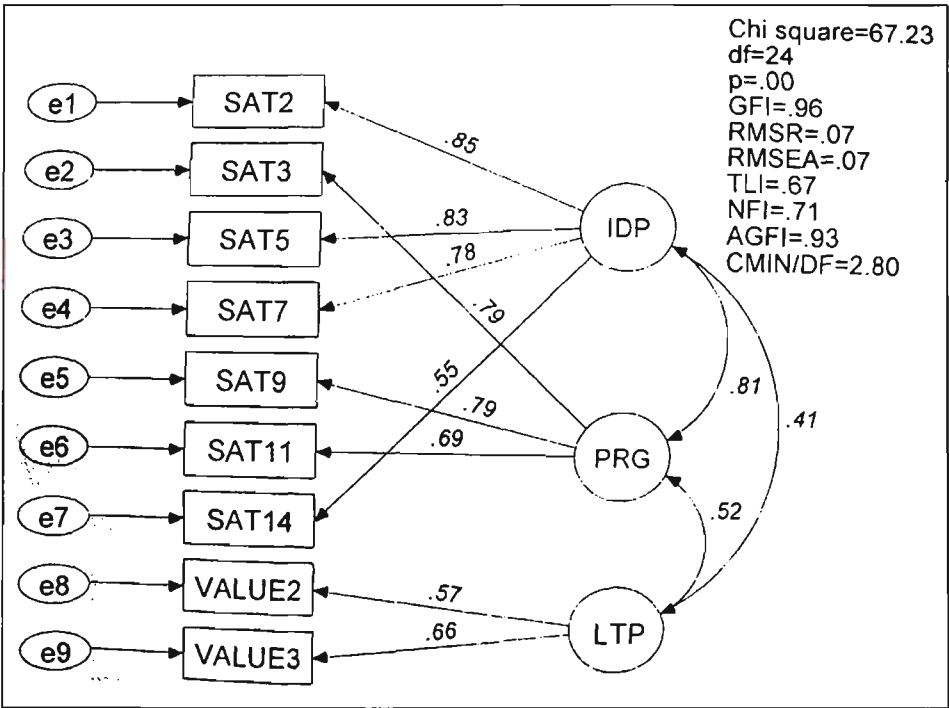 Chi square=67.23
df=24
p=.00
GFI=.96
RMSR=.07
RMSEA=.07
TLI=.67
NFI=.71
AGFI=.93
CMIN/DF=2.80
e1 SAT2
.85
e2 SAT3
IDP
e3 SAT5 .83
.78
e4 SAT7
.79
e5 SAT9 .55
.79 .81
.41
e6 SAT11 .69
PRG
e7 SAT14
.52
e8 VALUE2 .57
LTP
e9 VALUE3 .66